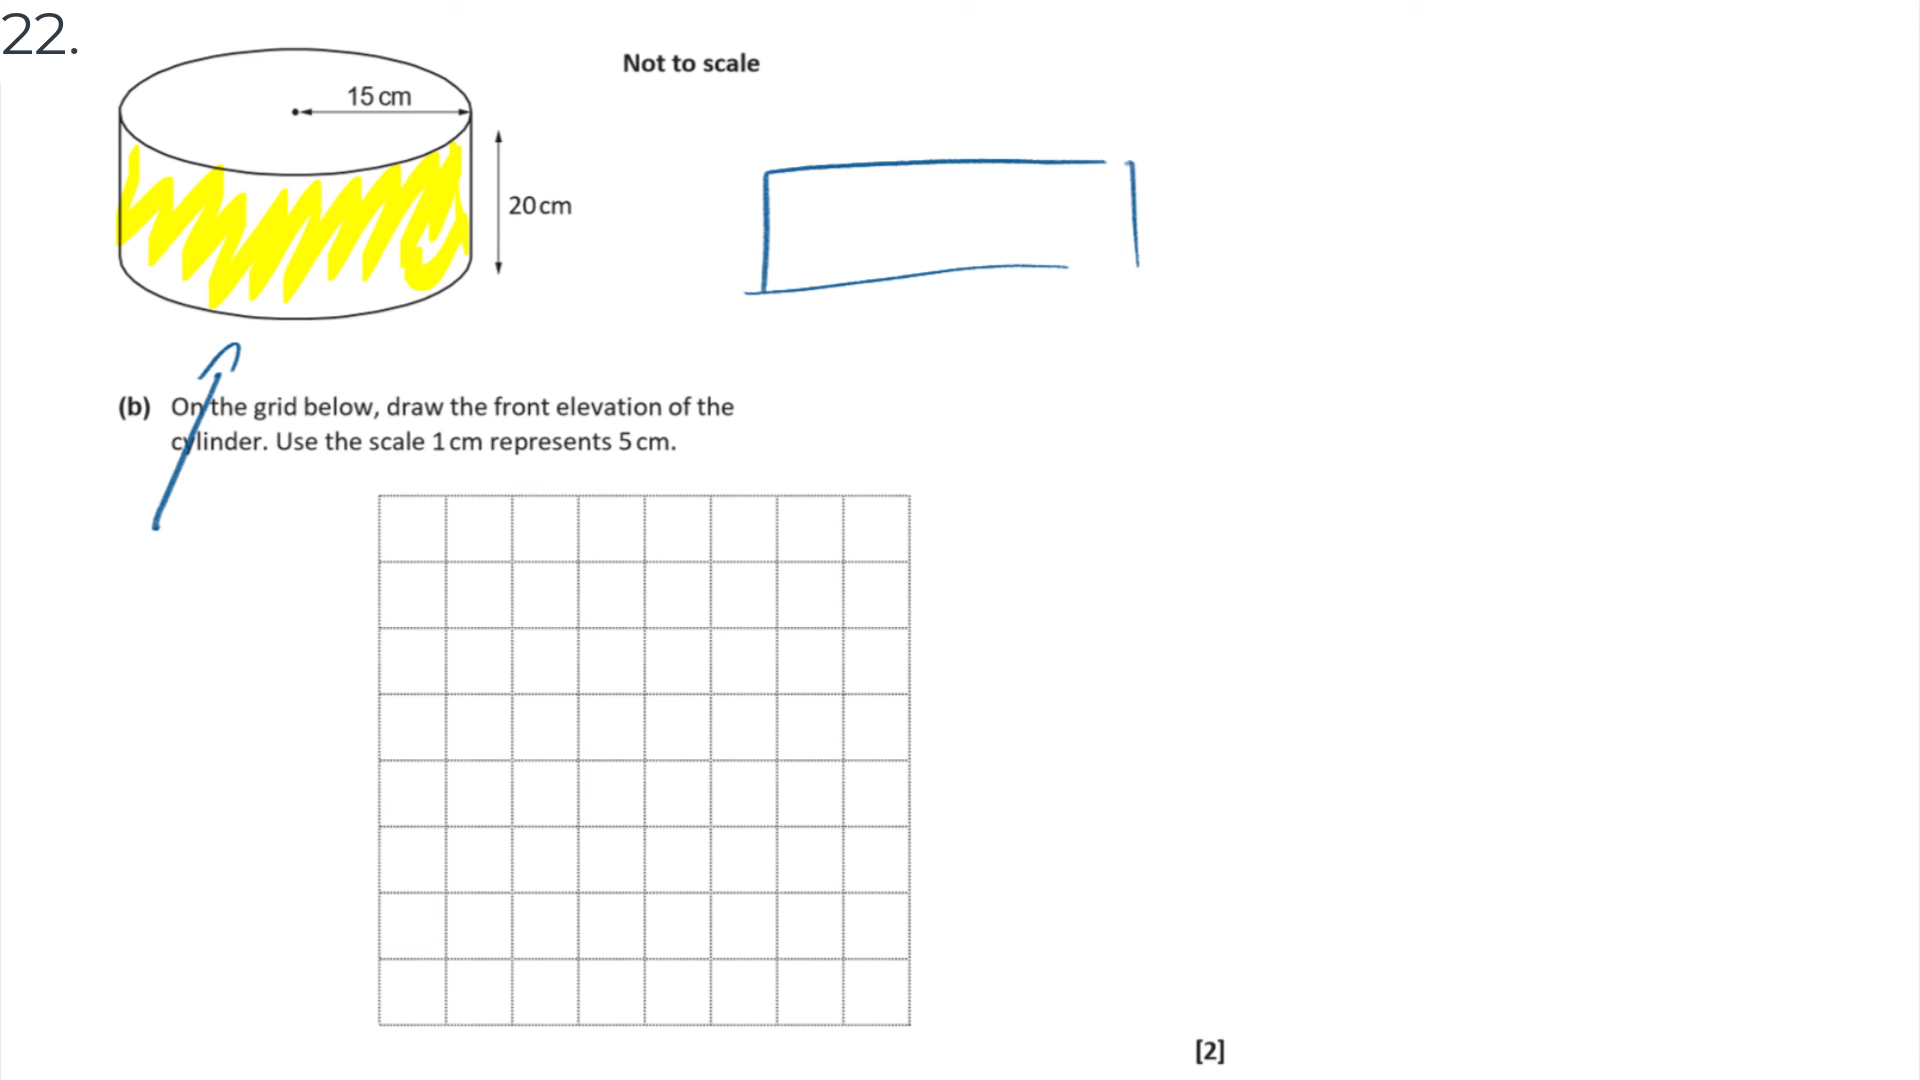 22.
Not to scale
15 cm
20 cm
(b) On the grid below, draw the front elevation of the
cylinder. Use the scale 1 cm represents 5 cm.
[2]